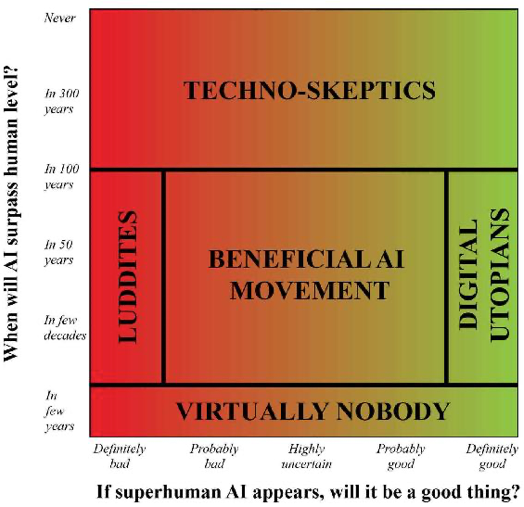 When will AI surpass human level?
Never
In 300
years
In 100
years
In 50
years
In few
decades
In
few
years
TECHNO-SKEPTICS
LUDDITES
BENEFICIAL AI
MOVEMENT
DIGITAL
UTOPIANS
VIRTUALLY NOBODY
Definitely
bad
Probably
bad
Highly
uncertain
Probably
good
Definitely
good
If superhuman AI appears, will it be a good thing?